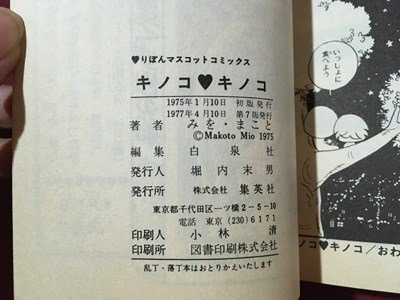 ♥りぼんマスコットコミックス
キノコ♥キノコ
1975年1月10日 初版発行
1977年4月10日 第7版発行
著者 みを・まこと
©Makoto Mio 1975
編集 白泉社
発行人 堀内末男
発行所 株式会社 集英社
東京都千代田区一ツ橋2-5-10
電話 東京 (230) 6171
印刷人 小林 清
印刷所 図書印刷株式会社
乱丁・落丁本はおとりかえいたします
いっしょに
食べよう
キノコ♥キノコ/おわ